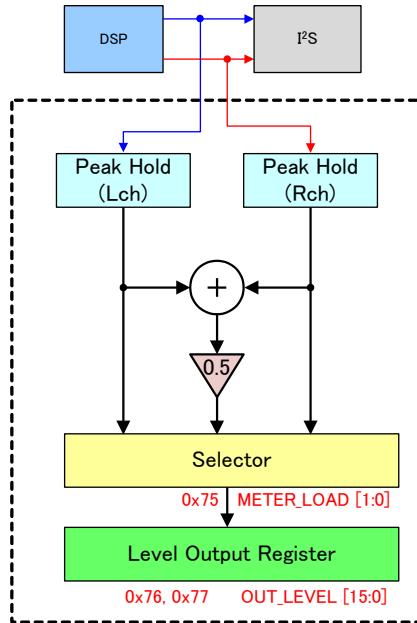 DSP
I²S
Peak Hold
(Lch)
Peak Hold
(Rch)
+
0.5
Selector
0x75 METER_LOAD [1:0]
Level Output Register
0x76, 0x77 OUT_LEVEL [15:0]